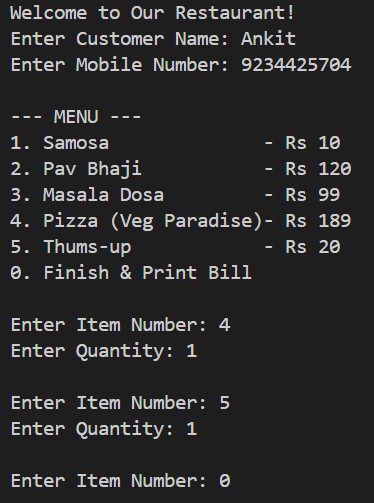 Welcome to Our Restaurant!
Enter Customer Name: Ankit
Enter Mobile Number: 9234425704
--- MENU ---
1. Samosa              - Rs 10
2. Pav Bhaji           - Rs 120
3. Masala Dosa         - Rs 99
4. Pizza (Veg Paradise)- Rs 189
5. Thums-up            - Rs 20
0. Finish & Print Bill
Enter Item Number: 4
Enter Quantity: 1
Enter Item Number: 5
Enter Quantity: 1
Enter Item Number: 0